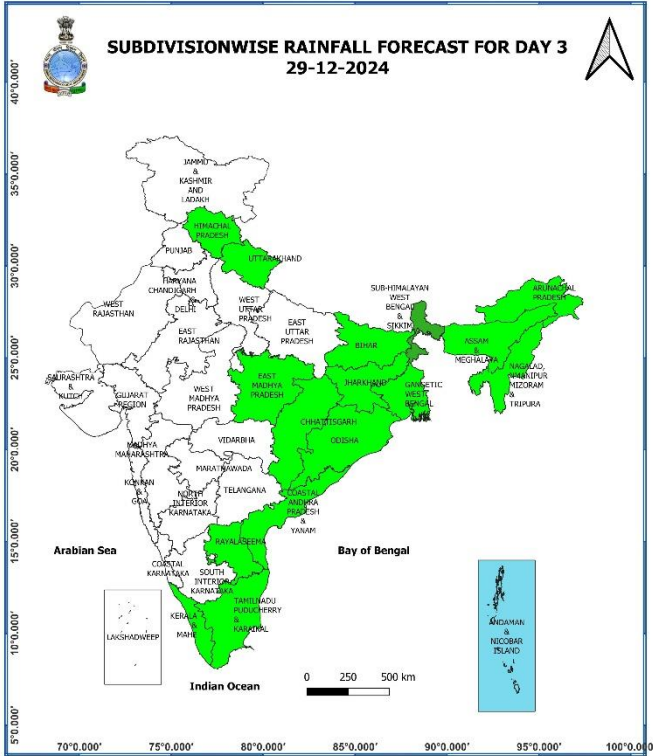 SUBDIVISIONWISE RAINFALL FORECAST FOR DAY 3
29-12-2024
40°0.000'
35°0.000'
30°0.000'
25°0.000'
20°0.000'
15°0.000'
10°0.000'
5°0.000'
JAMMU
&
KASHMIR
AND
LADAKH
HIMACHAL
PRADESH
UTTARAKHAND
PUNJAB
HARYANA
CHANDIGARH
&
DELHI
WEST
RAJASTHAN
WEST
UTTAR
PRADESH
EAST
UTTAR
PRADESH
EAST
RAJASTHAN
SUB-HIMALAYAN
WEST
BENGAL
&
SIKKIM
ARUNACHAL
PRADESH
ASSAM
&
MEGHALAYA
NAGALAD,
MANIPUR
MIZORAM
&
TRIPURA
BIHAR
JHARKHAND
GANGETIC
WEST
BENGAL
SAURASHTRA
&
KUTCH
GUJARAT
REGION
WEST
MADHYA
PRADESH
EAST
MADHYA
PRADESH
CHHATTISGARH
ODISHA
VIDARBHA
MADHYA
MAHARASHTRA
MARATHAWADA
KONKAN
&
GOA
TELANGANA
NORTH
INTERIOR
KARNATAKA
COASTAL
ANDHRA
PRADESH
&
YANAM
RAYALASEEMA
COASTAL
KARNATAKA
SOUTH
INTERIOR
KARNATAKA
TAMILNADU
PUDUCHERRY
&
KARAIKAL
KERALA
&
MAHE
LAKSHADWEEP
ANDAMAN
&
NICOBAR
ISLAND
Arabian Sea
Bay of Bengal
Indian Ocean
0 250 500 km
70°0.000' 75°0.000' 80°0.000' 85°0.000' 90°0.000' 95°0.000' 100°0.000'